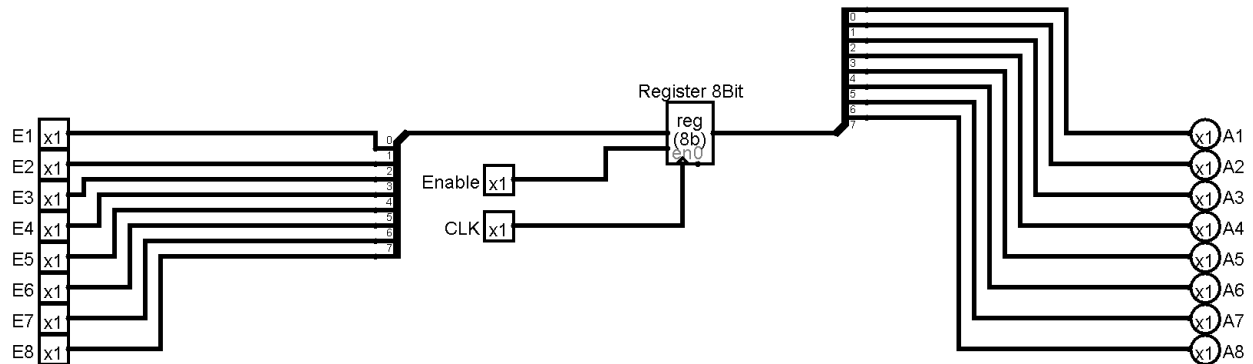 Register 8Bit
reg
(8b)
en0
E1 x1
E2 x1
E3 x1
E4 x1
E5 x1
E6 x1
E7 x1
E8 x1
0
1
2
3
4
5
6
7
Enable x1
CLK x1
0
1
2
3
4
5
6
7
x1 A1
x1 A2
x1 A3
x1 A4
x1 A5
x1 A6
x1 A7
x1 A8